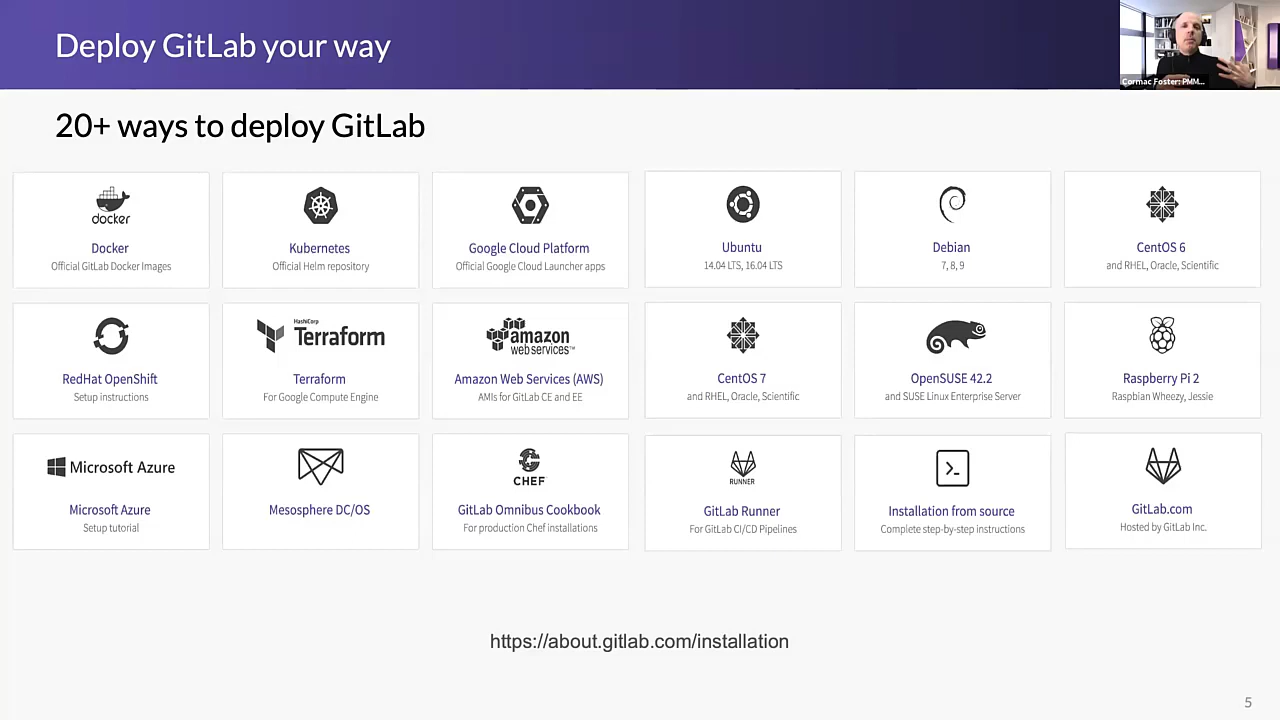 Deploy GitLab your way
Cormac Foster: PMM...
20+ ways to deploy GitLab
docker
Docker
Official GitLab Docker Images
Kubernetes
Official Helm repository
Google Cloud Platform
Official Google Cloud Launcher apps
Ubuntu
14.04 LTS, 16.04 LTS
Debian
7, 8, 9
CentOS 6
and RHEL, Oracle, Scientific
RedHat OpenShift
Setup instructions
HashiCorp
Terraform
Terraform
For Google Compute Engine
amazon
web services™
Amazon Web Services (AWS)
AMIs for GitLab CE and EE
CentOS 7
and RHEL, Oracle, Scientific
OpenSUSE 42.2
and SUSE Linux Enterprise Server
Raspberry Pi 2
Raspbian Wheezy, Jessie
Microsoft Azure
Microsoft Azure
Setup tutorial
Mesosphere DC/OS
CHEF
GitLab Omnibus Cookbook
For production Chef installations
RUNNER
GitLab Runner
For GitLab CI/CD Pipelines
Installation from source
Complete step-by-step instructions
GitLab.com
Hosted by GitLab Inc.
https://about.gitlab.com/installation
5